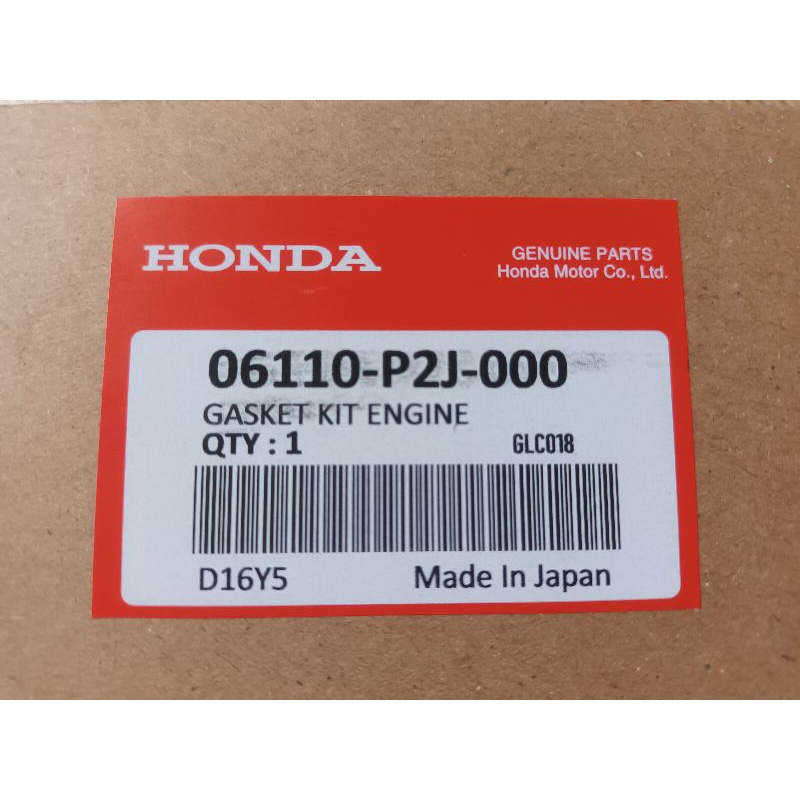 HONDA
GENUINE PARTS
Honda Motor Co., Ltd.
06110-P2J-000
GASKET KIT ENGINE
QTY : 1 GLC018
D16Y5 Made In Japan